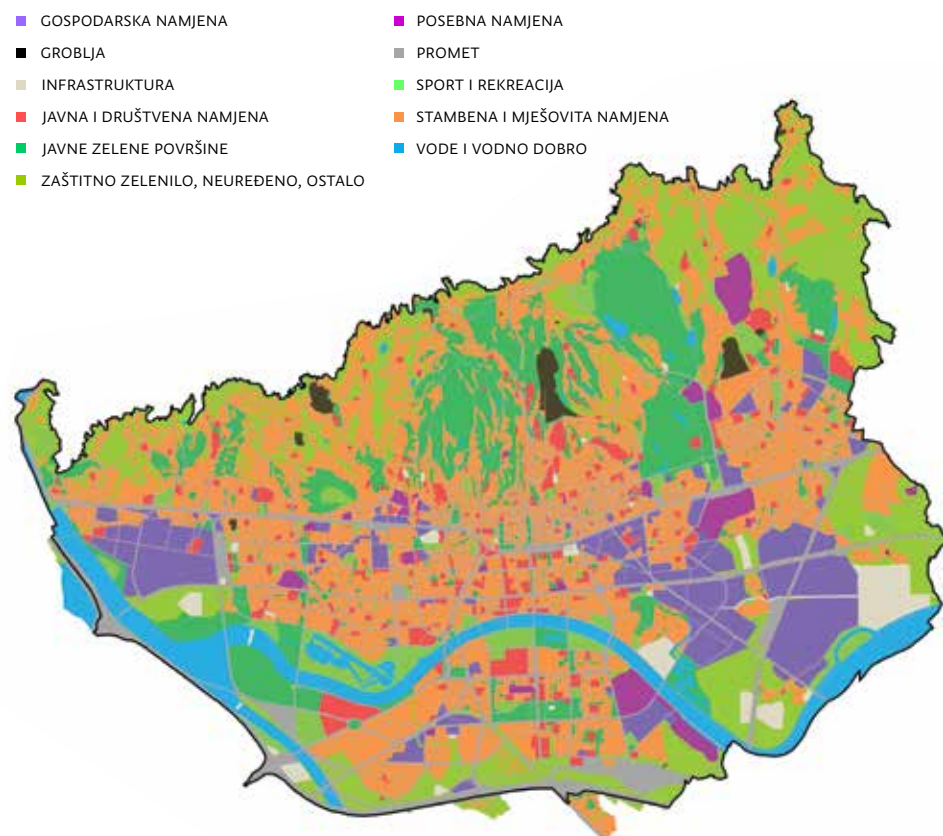 GOSPODARSKA NAMJENA
GROBLJA
INFRASTRUKTURA
JAVNA I DRUŠTVENA NAMJENA
JAVNE ZELENE POVRŠINE
ZAŠTITNO ZELENILO, NEUREĐENO, OSTALO
POSEBNA NAMJENA
PROMET
SPORT I REKREACIJA
STAMBENA I MJEŠOVITA NAMJENA
VODE I VODNO DOBRO